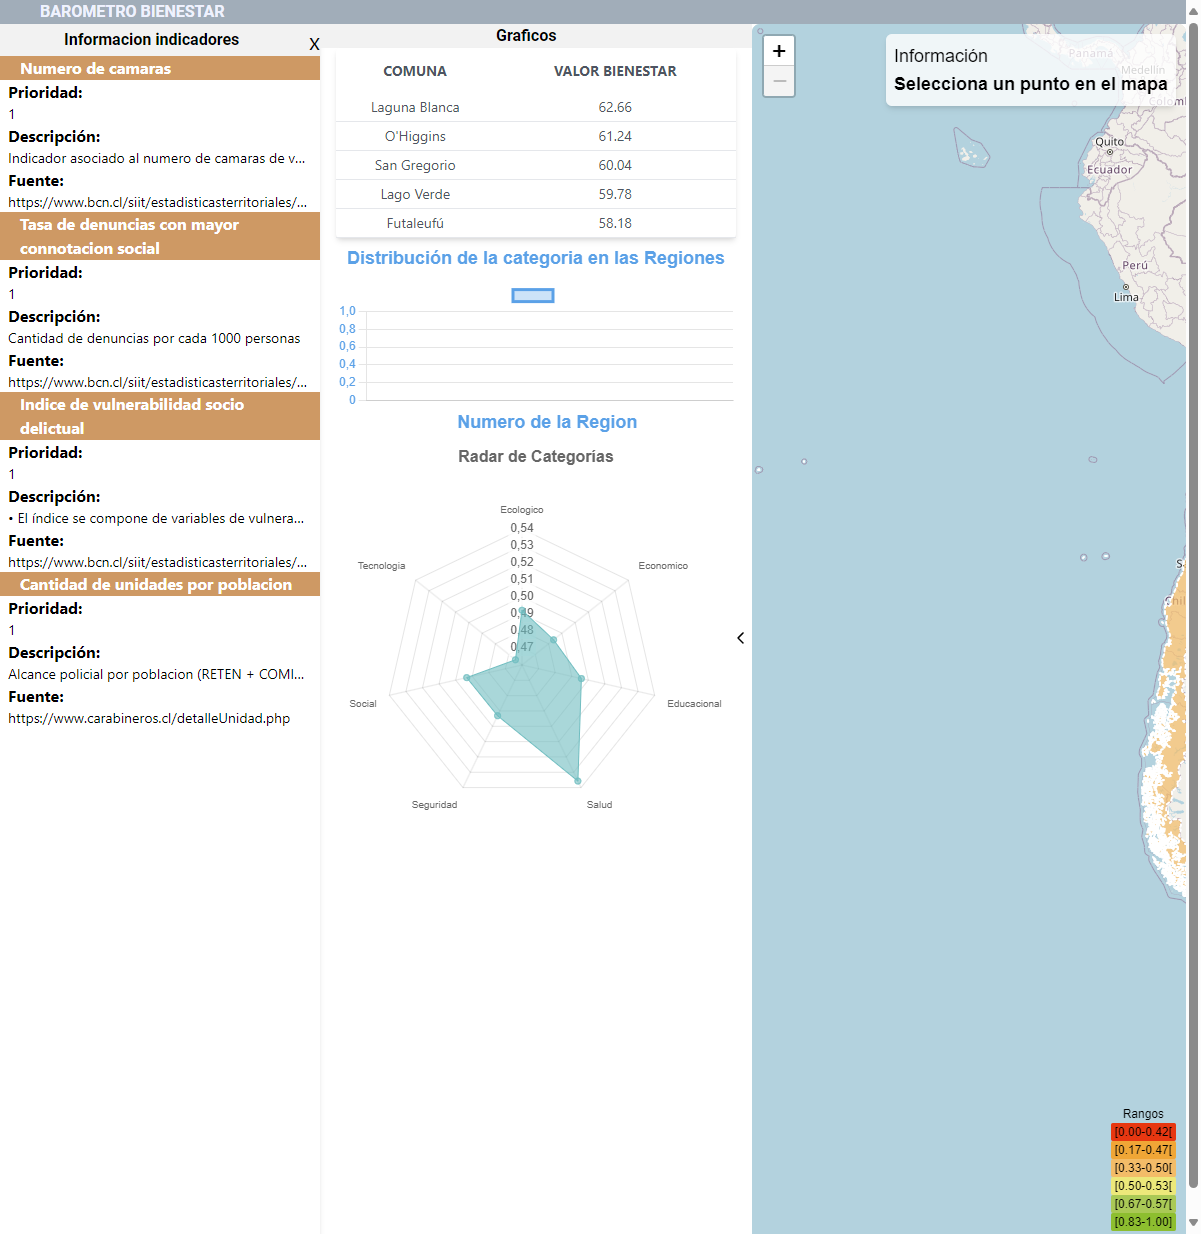 BAROMETRO BIENESTAR
Informacion indicadores
X
Numero de camaras
Prioridad:
1
Descripción:
Indicador asociado al numero de camaras de v...
Fuente:
https://www.bcn.cl/siit/estadisticasterritoriales/...
Tasa de denuncias con mayor
connotacion social
Prioridad:
1
Descripción:
Cantidad de denuncias por cada 1000 personas
Fuente:
https://www.bcn.cl/siit/estadisticasterritoriales/...
Indice de vulnerabilidad socio
delictual
Prioridad:
1
Descripción:
• El índice se compone de variables de vulnera...
Fuente:
https://www.bcn.cl/siit/estadisticasterritoriales/...
Cantidad de unidades por poblacion
Prioridad:
1
Descripción:
Alcance policial por poblacion (RETEN + COMI...
Fuente:
https://www.carabineros.cl/detalleUnidad.php
Graficos
COMUNA VALOR BIENESTAR
Laguna Blanca 62.66
O'Higgins 61.24
San Gregorio 60.04
Lago Verde 59.78
Futaleufú 58.18
Distribución de la categoria en las Regiones
1,0
0,8
0,6
0,4
0,2
0
Numero de la Region
Radar de Categorías
Ecologico
0,54
0,53
0,52
0,51
0,50
0,49
0,48
0,47
Tecnologia
Economico
Social
Educacional
Seguridad
Salud
+
−
Información
Selecciona un punto en el mapa
Panamá
Medellín
Colom
Quito
Ecuador
Perú
Lima
S
Chil
Rangos
[0.00-0.42[
[0.17-0.47[
[0.33-0.50[
[0.50-0.53[
[0.67-0.57[
[0.83-1.00]